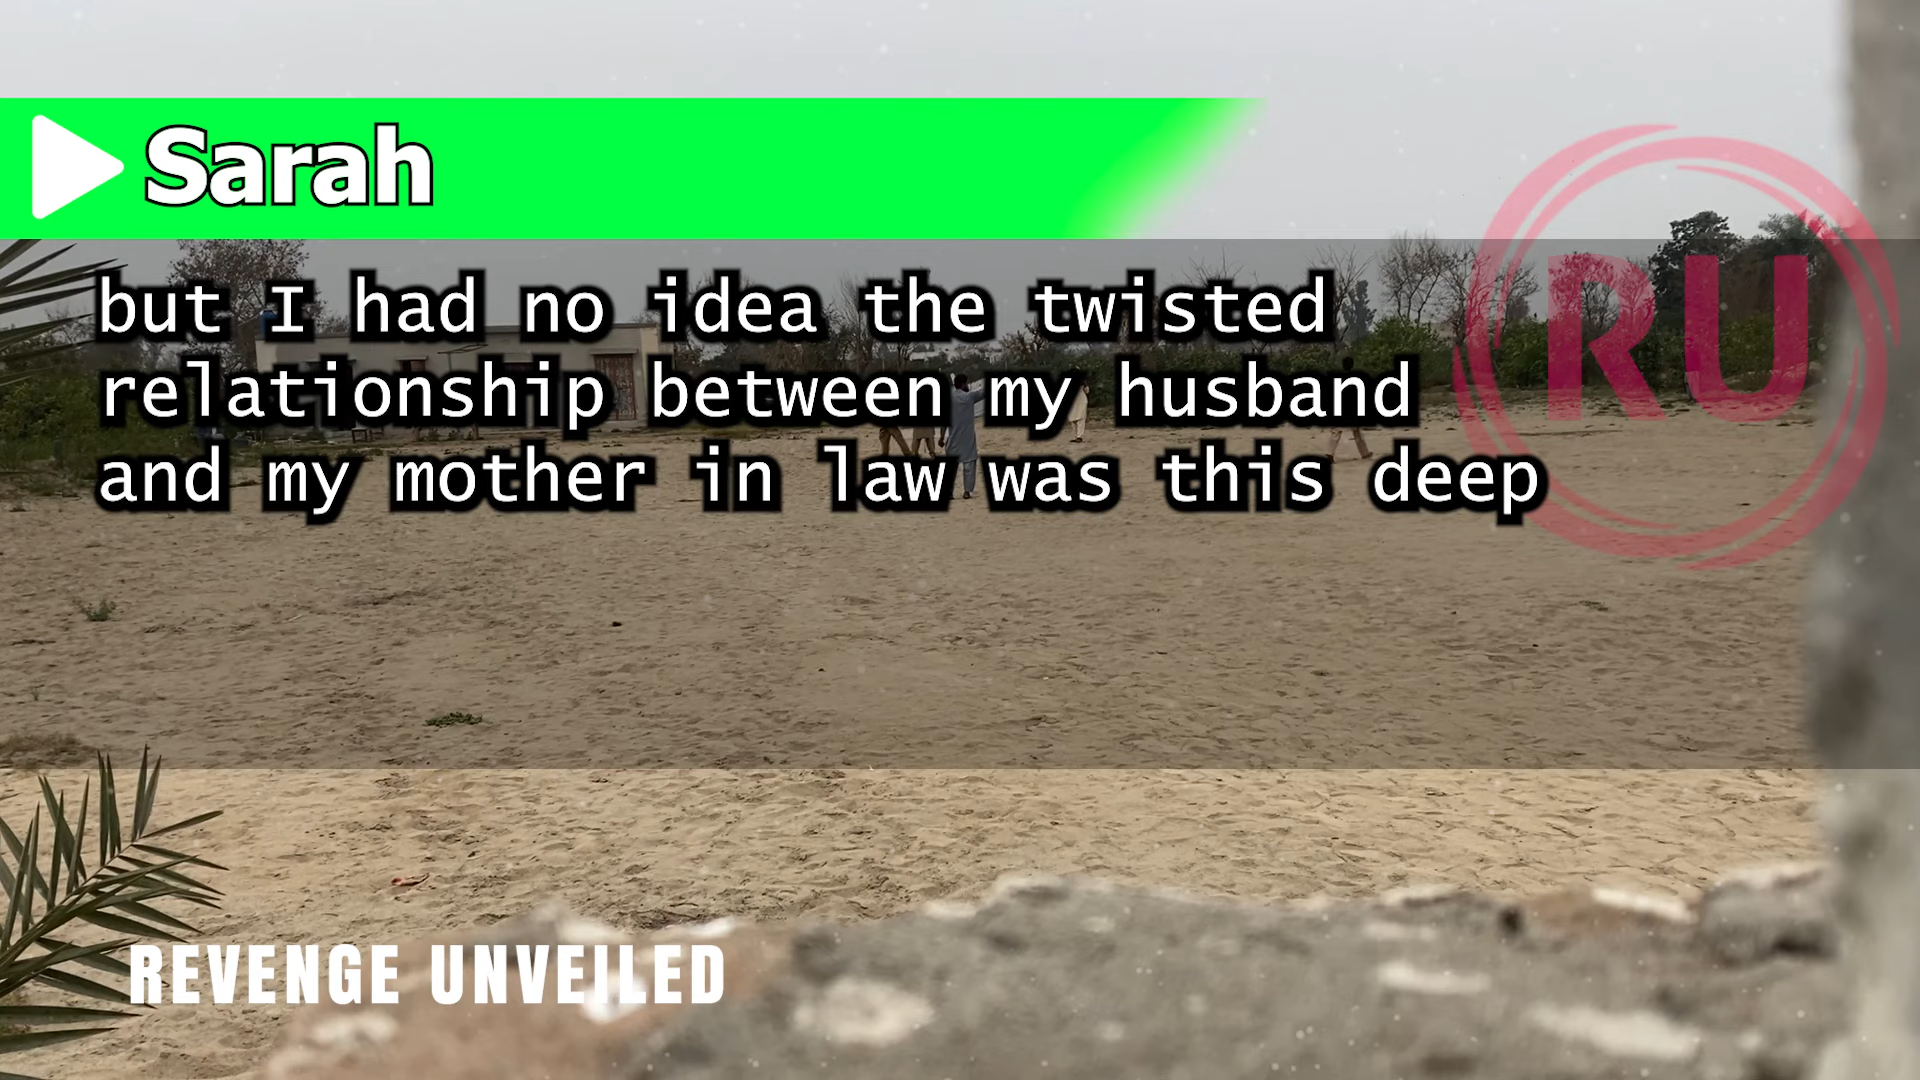 Sarah
but I had no idea the twisted
relationship between my husband
and my mother in law was this deep
RU
REVENGE UNVEILED